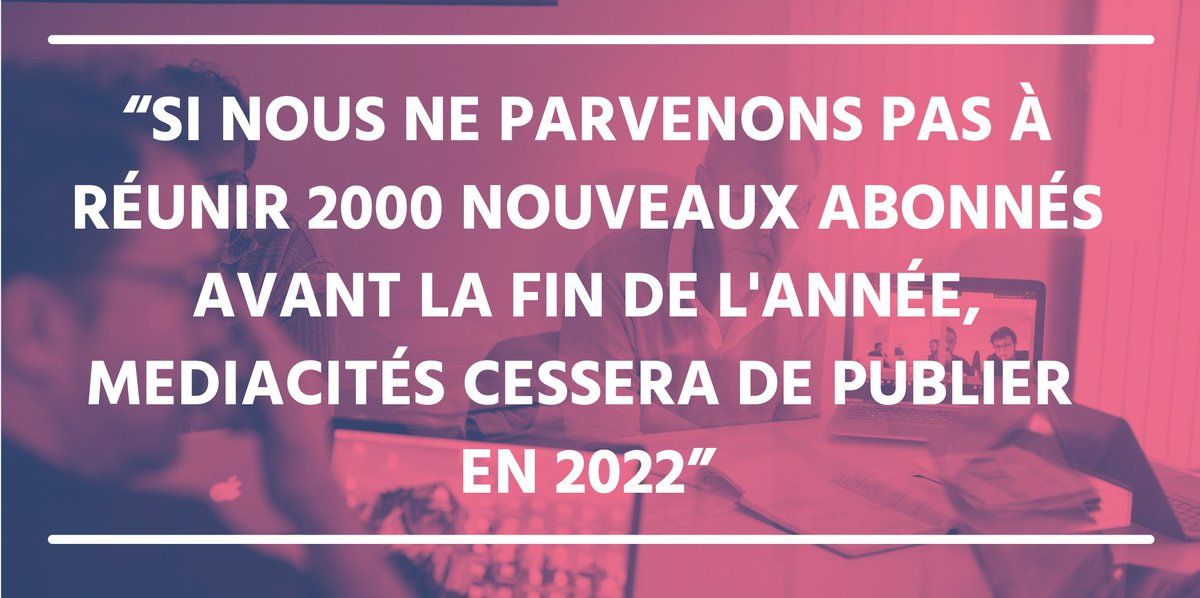 “SI NOUS NE PARVENONS PAS À
RÉUNIR 2000 NOUVEAUX ABONNÉS
AVANT LA FIN DE L'ANNÉE,
MEDIACITÉS CESSERA DE PUBLIER
EN 2022”